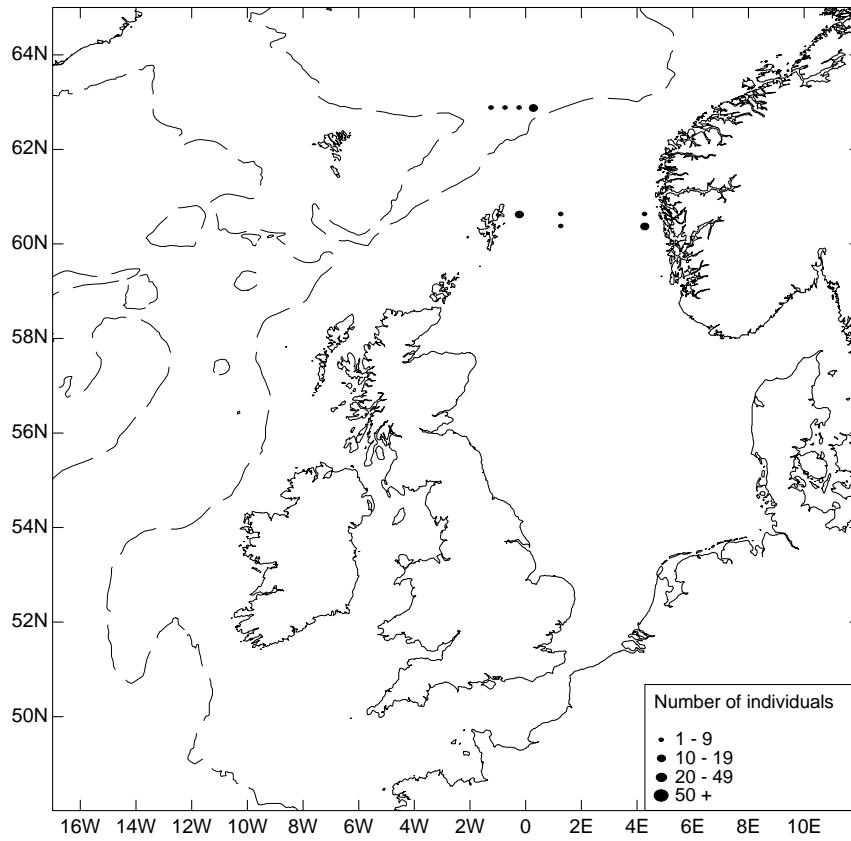 64N
62N
60N
58N
56N
54N
52N
50N
Number of individuals
1 - 9
10 - 19
20 - 49
50 +
16W 14W 12W 10W 8W 6W 4W 2W 0 2E 4E 6E 8E 10E